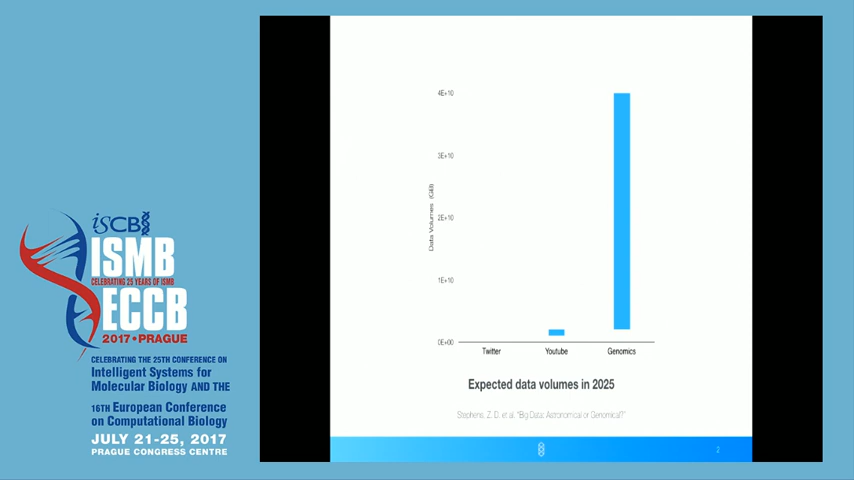 iSCB
ISMB
CELEBRATING 25 YEARS OF ISMB
ECCB
2017 • PRAGUE
CELEBRATING THE 25TH CONFERENCE ON
Intelligent Systems for
Molecular Biology AND THE
16TH European Conference
on Computational Biology
JULY 21-25, 2017
PRAGUE CONGRESS CENTRE
4E+10
3E+10
2E+10
1E+10
0E+00
Data Volumes (GB)
Twitter Youtube Genomics
Expected data volumes in 2025
Stephens, Z. D. et al. "Big Data: Astronomical or Genomical?"
2